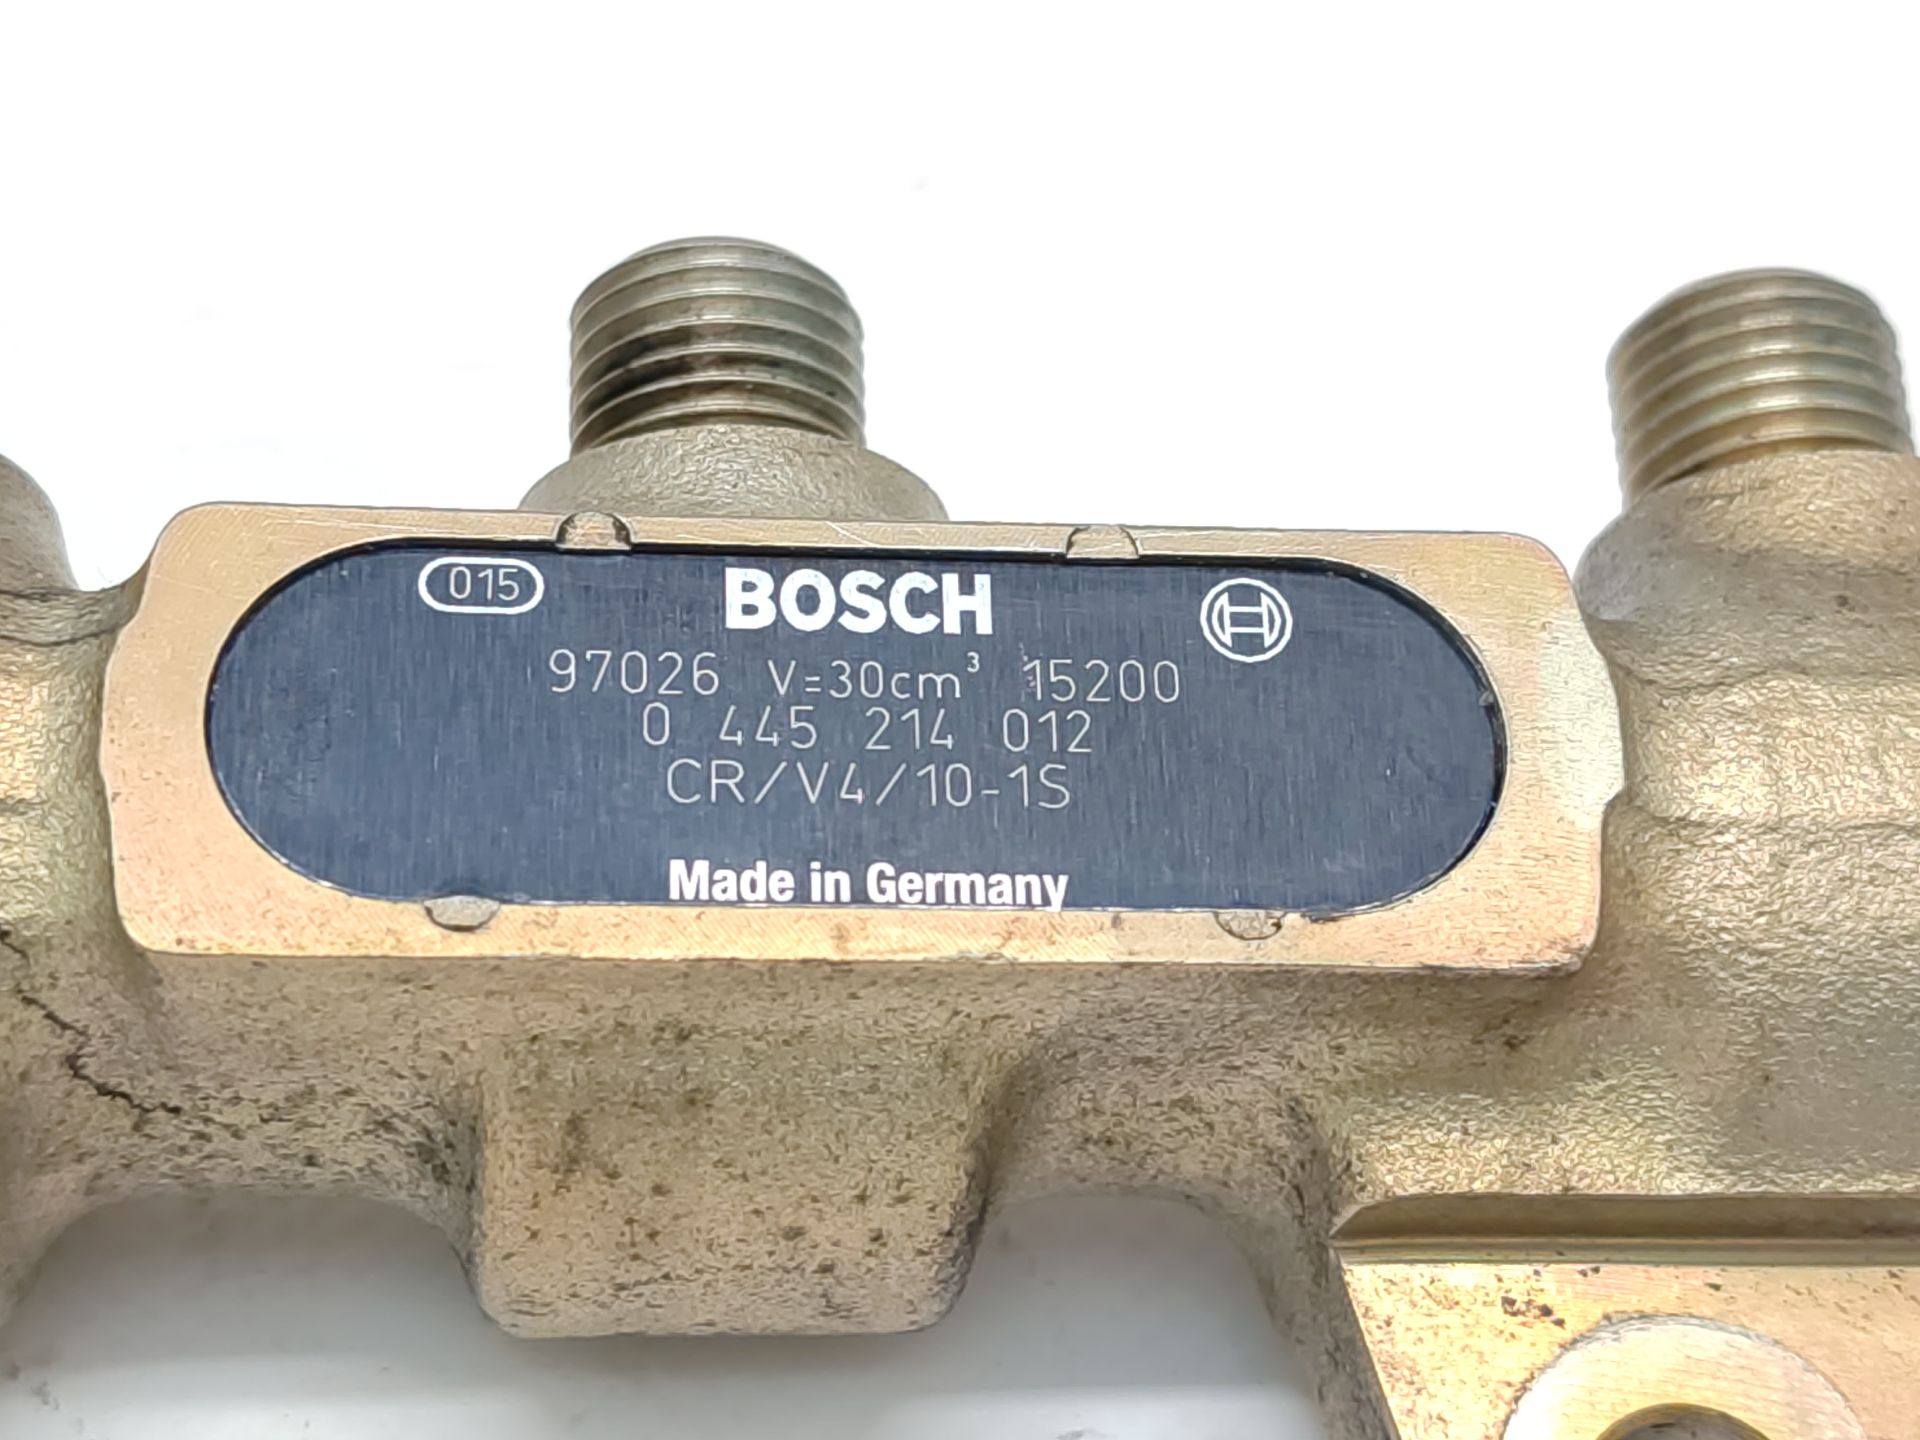 015 BOSCH
97026 V=30cm³ 15200
0 445 214 012
CR/V4/10-1S
Made in Germany